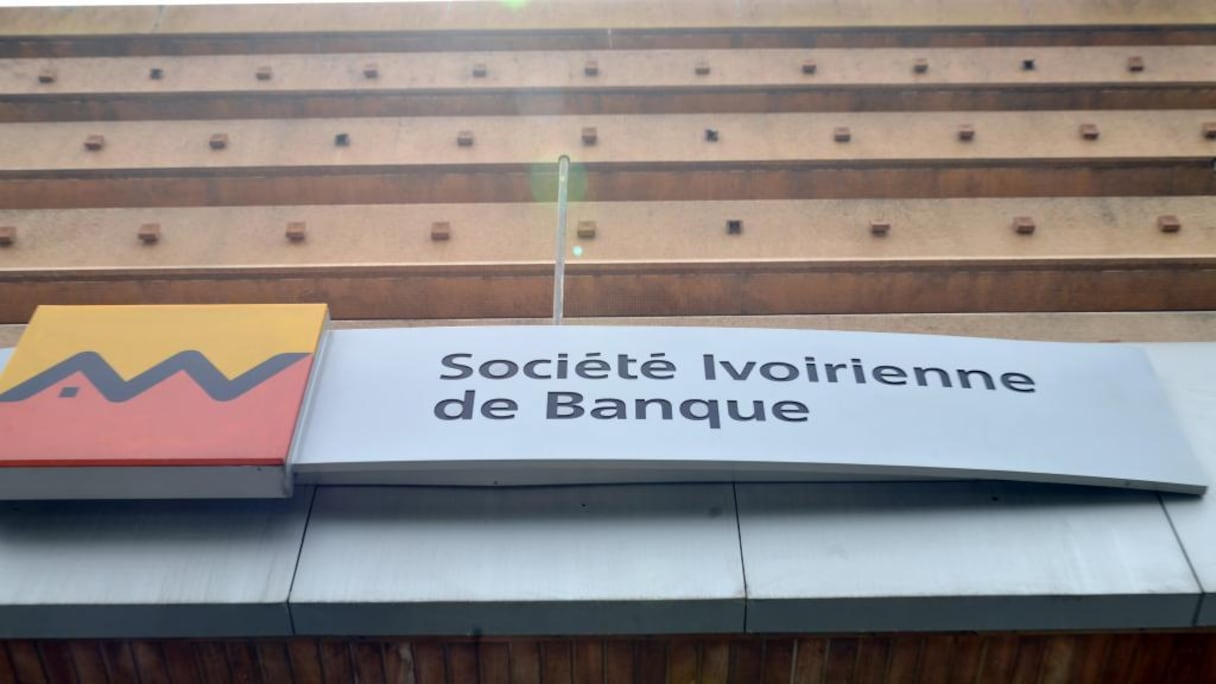 Société Ivoirienne
de Banque